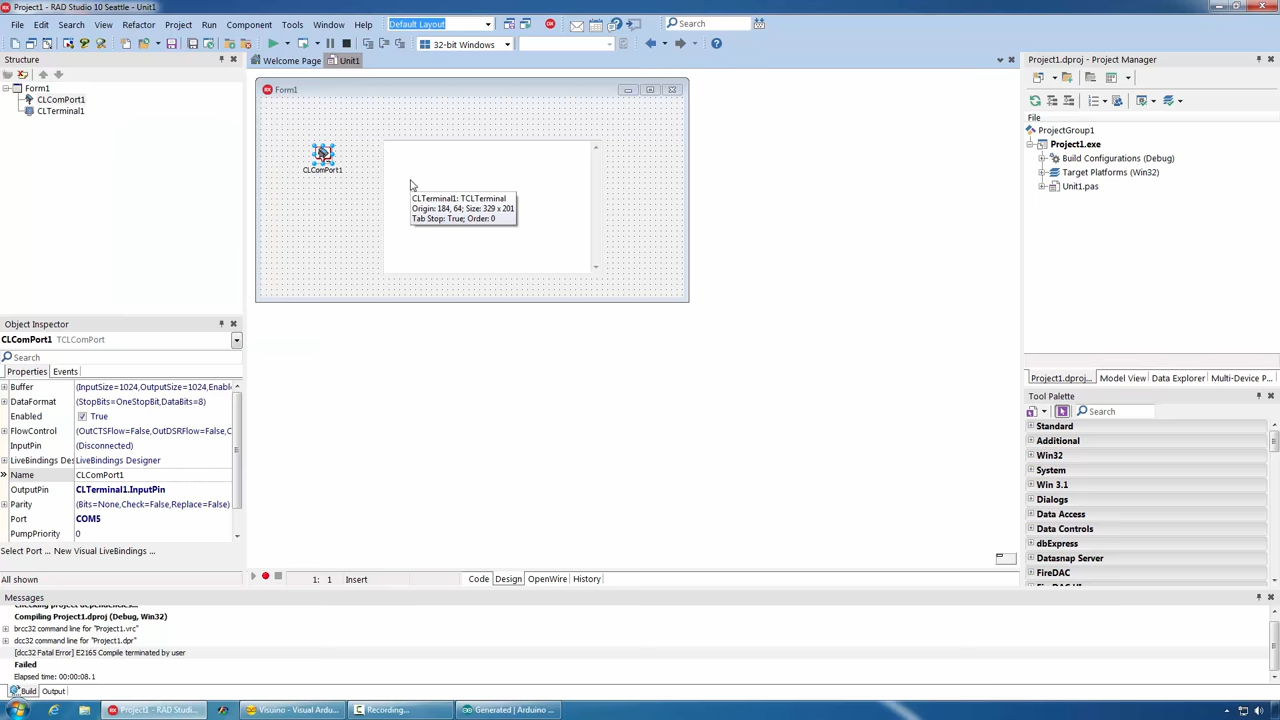 Project1 - RAD Studio 10 Seattle - Unit1
File Edit Search View Refactor Project Run Component Tools Window Help
Default Layout
Search
32-bit Windows
Structure
Form1
CLComPort1
CLTerminal1
Welcome Page Unit1
Form1
CLComPort1
CLTerminal1: TCLTerminal
Origin: 184, 64; Size: 329 x 201
Tab Stop: True; Order: 0
Object Inspector
CLComPort1 TCLComPort
Search
Properties Events
Buffer (InputSize=1024,OutputSize=1024,Enabl
DataFormat (StopBits=OneStopBit,DataBits=8)
Enabled True
FlowControl (OutCTSFlow=False,OutDSRFlow=False,C
InputPin (Disconnected)
LiveBindings Des LiveBindings Designer
Name CLComPort1
OutputPin CLTerminal1.InputPin
Parity (Bits=None,Check=False,Replace=False)
Port COM5
PumpPriority 0
Select Port ... New Visual LiveBindings ...
All shown
1: 1 Insert Code Design OpenWire History
Project1.dproj - Project Manager
File
ProjectGroup1
Project1.exe
Build Configurations (Debug)
Target Platforms (Win32)
Unit1.pas
Project1.dproj... Model View Data Explorer Multi-Device P...
Tool Palette
Search
Standard
Additional
Win32
System
Win 3.1
Dialogs
Data Access
Data Controls
dbExpress
Datasnap Server
FireDAC
Messages
Checking project dependencies...
Compiling Project1.dproj (Debug, Win32)
brcc32 command line for "Project1.vrc"
dcc32 command line for "Project1.dpr"
[dcc32 Fatal Error] E2165 Compile terminated by user
Failed
Elapsed time: 00:00:08.1
Build Output
Project1 - RAD Studi... Visuino - Visual Ardu... Recording... Generated | Arduino ...